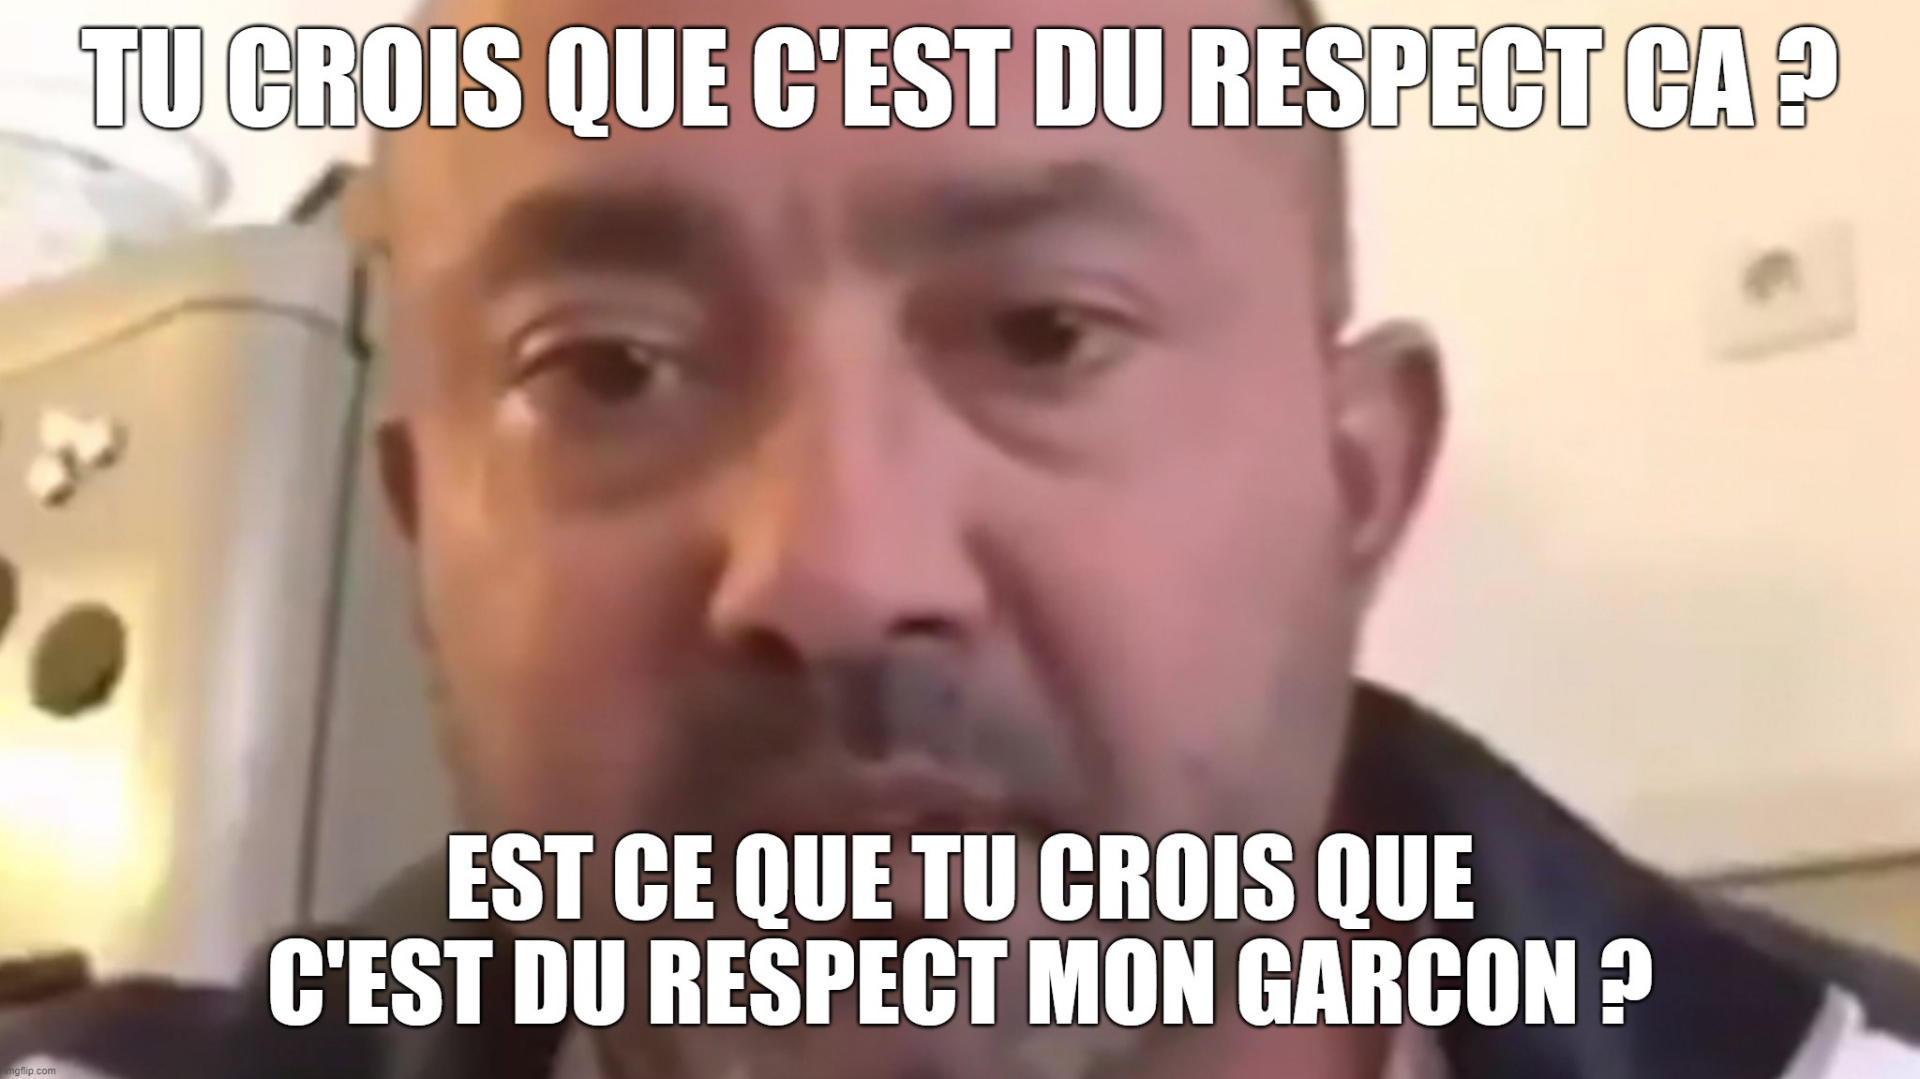 TU CROIS QUE C'EST DU RESPECT CA ?
EST CE QUE TU CROIS QUE
C'EST DU RESPECT MON GARCON ?
imgflip.com